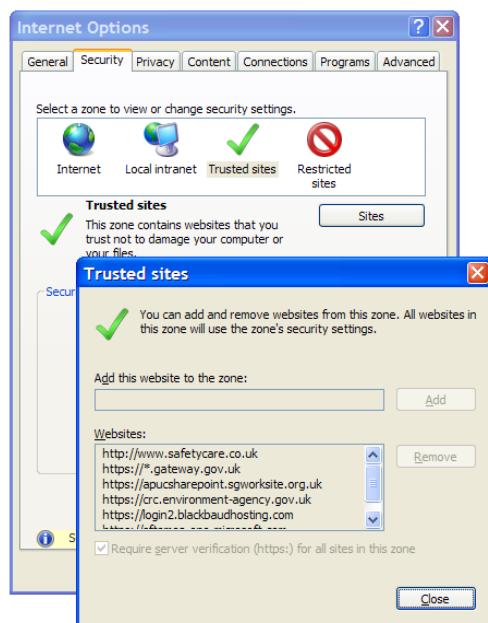 Internet Options
General Security Privacy Content Connections Programs Advanced
Select a zone to view or change security settings.
Internet Local intranet Trusted sites Restricted sites
Trusted sites
Sites
This zone contains websites that you
trust not to damage your computer or
your files.
Secur
S
Trusted sites
You can add and remove websites from this zone. All websites in
this zone will use the zone's security settings.
Add this website to the zone:
Add
Websites:
http://www.safetycare.co.uk
Remove
https://*.gateway.gov.uk
https://apucsharepoint.sgworksite.org.uk
https://crc.environment-agency.gov.uk
https://login2.blackbaudhosting.com
Require server verification (https:) for all sites in this zone
Close